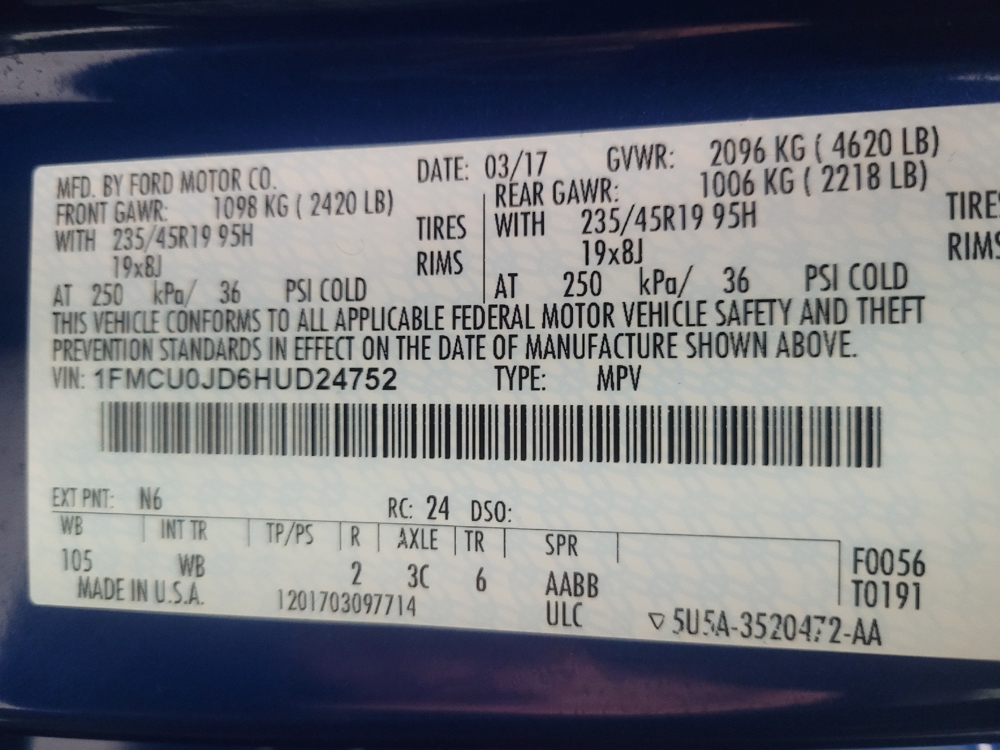 MFD. BY FORD MOTOR CO. DATE: 03/17 GVWR: 2096 KG ( 4620 LB)
FRONT GAWR: 1098 KG ( 2420 LB) REAR GAWR: 1006 KG ( 2218 LB)
WITH 235/45R19 95H TIRES WITH 235/45R19 95H TIRES
19x8J RIMS 19x8J RIMS
AT 250 kPa/ 36 PSI COLD AT 250 kPa/ 36 PSI COLD
THIS VEHICLE CONFORMS TO ALL APPLICABLE FEDERAL MOTOR VEHICLE SAFETY AND THEFT
PREVENTION STANDARDS IN EFFECT ON THE DATE OF MANUFACTURE SHOWN ABOVE.
VIN: 1FMCU0JD6HUD24752 TYPE: MPV
EXT PNT: N6 RC: 24 DSO:
WB INT TR TP/PS R AXLE TR SPR
105 WB 2 3C 6 AABB F0056
T0191
MADE IN U.S.A. 1201703097714 ULC ▽ 5U5A-3520472-AA